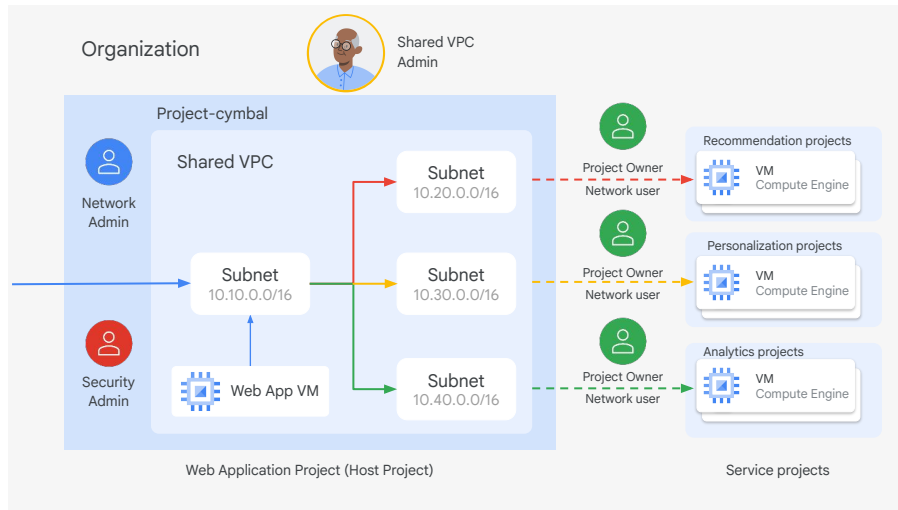 Organization
Shared VPC
Admin
Project-cymbal
Network
Admin
Shared VPC
Subnet
10.20.0.0/16
Subnet
10.10.0.0/16
Subnet
10.30.0.0/16
Security
Admin
Web App VM
Subnet
10.40.0.0/16
Project Owner
Network user
Project Owner
Network user
Project Owner
Network user
Recommendation projects
VM
Compute Engine
Personalization projects
VM
Compute Engine
Analytics projects
VM
Compute Engine
Web Application Project (Host Project)
Service projects